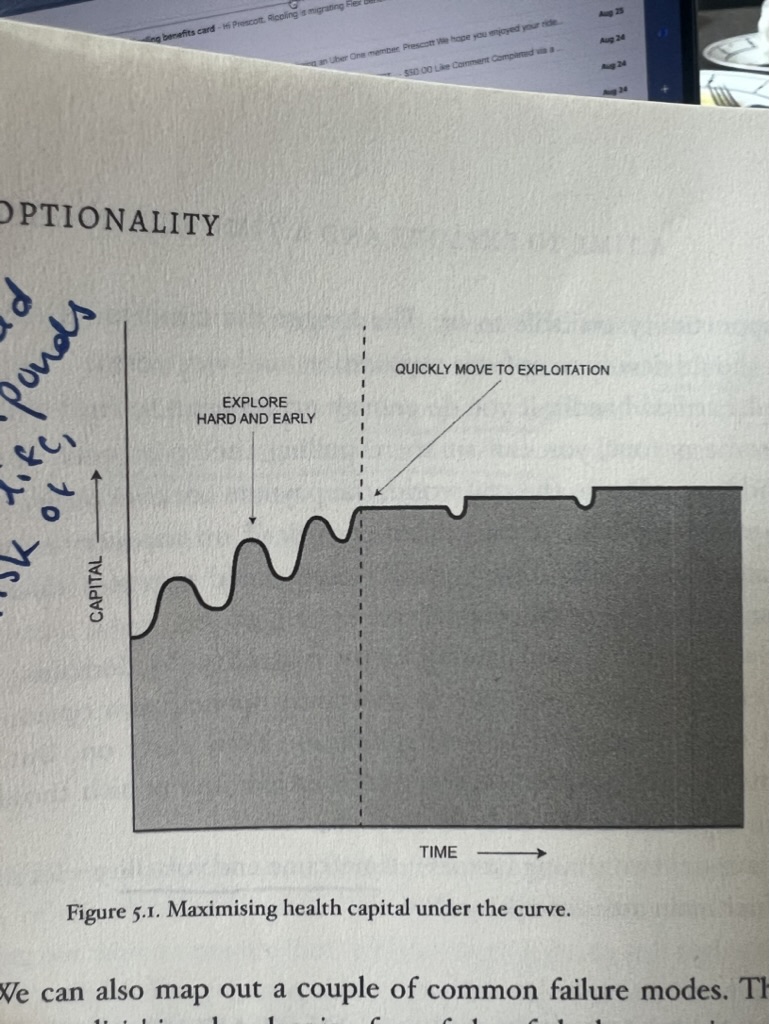 ling benefits card - Hi Prescott, Rippling is migrating Flex
Aug 25
an Uber One member. Prescott We hope you enjoyed your ride...
Aug 24
$50.00 Like Comment Completed via a ...
Aug 24
Aug 24
OPTIONALITY
ponds
life,
of
QUICKLY MOVE TO EXPLOITATION
EXPLORE
HARD AND EARLY
CAPITAL
TIME
Figure 5.1. Maximising health capital under the curve.
We can also map out a couple of common failure modes. Th